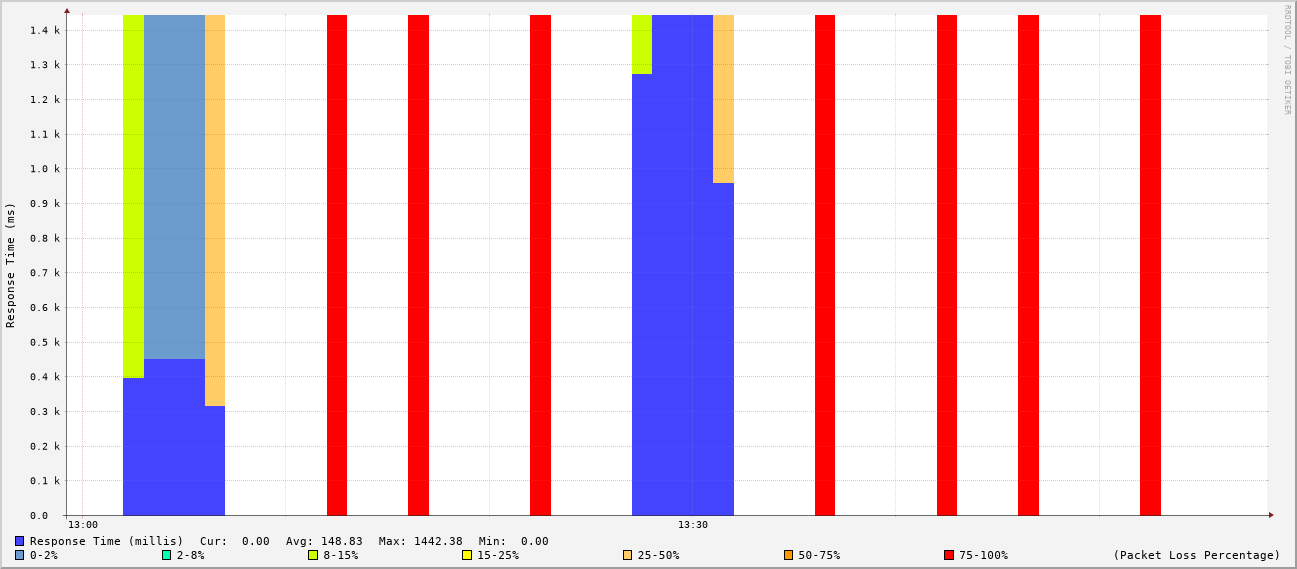 RRDTOOL / TOBI OETIKER
Response Time (ms)
1.4 k
1.3 k
1.2 k
1.1 k
1.0 k
0.9 k
0.8 k
0.7 k
0.6 k
0.5 k
0.4 k
0.3 k
0.2 k
0.1 k
0.0
13:00 13:30
Response Time (millis) Cur: 0.00 Avg: 148.83 Max: 1442.38 Min: 0.00
0-2% 2-8% 8-15% 15-25% 25-50% 50-75% 75-100% (Packet Loss Percentage)